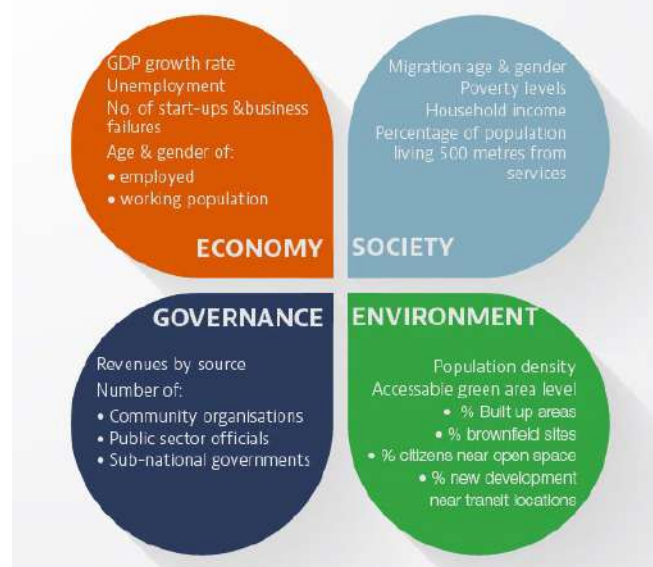 GDP growth rate
Unemployment
No. of start-ups &business
failures
Age & gender of:
• employed
• working population
ECONOMY
Migration age & gender
Poverty levels
Household income
Percentage of population
living 500 metres from
services
SOCIETY
GOVERNANCE
Revenues by source
Number of:
• Community organisations
• Public sector officials
• Sub-national governments
ENVIRONMENT
Population density
Accessable green area level
• % Built up areas
• % brownfield sites
• % citizens near open space
• % new development
near transit locations